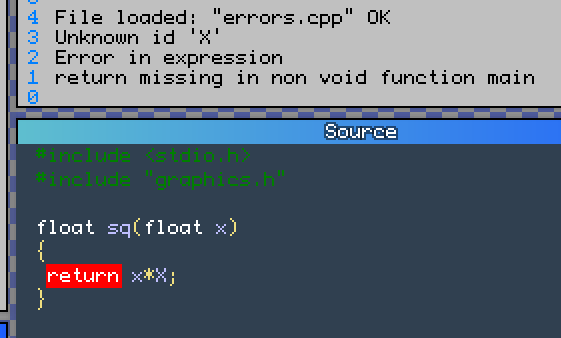 4 File loaded: "errors.cpp" OK
3 Unknown id 'X'
2 Error in expression
1 return missing in non void function main
0
Source
#include <stdio.h>
#include "graphics.h"
float sq(float x)
{
return x*X;
}